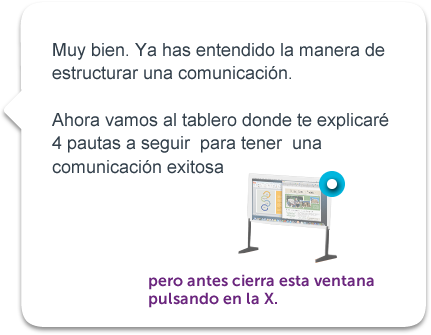 Muy bien. Ya has entendido la manera de
estructurar una comunicación.
Ahora vamos al tablero donde te explicaré
4 pautas a seguir para tener una
comunicación exitosa
pero antes cierra esta ventana
pulsando en la X.